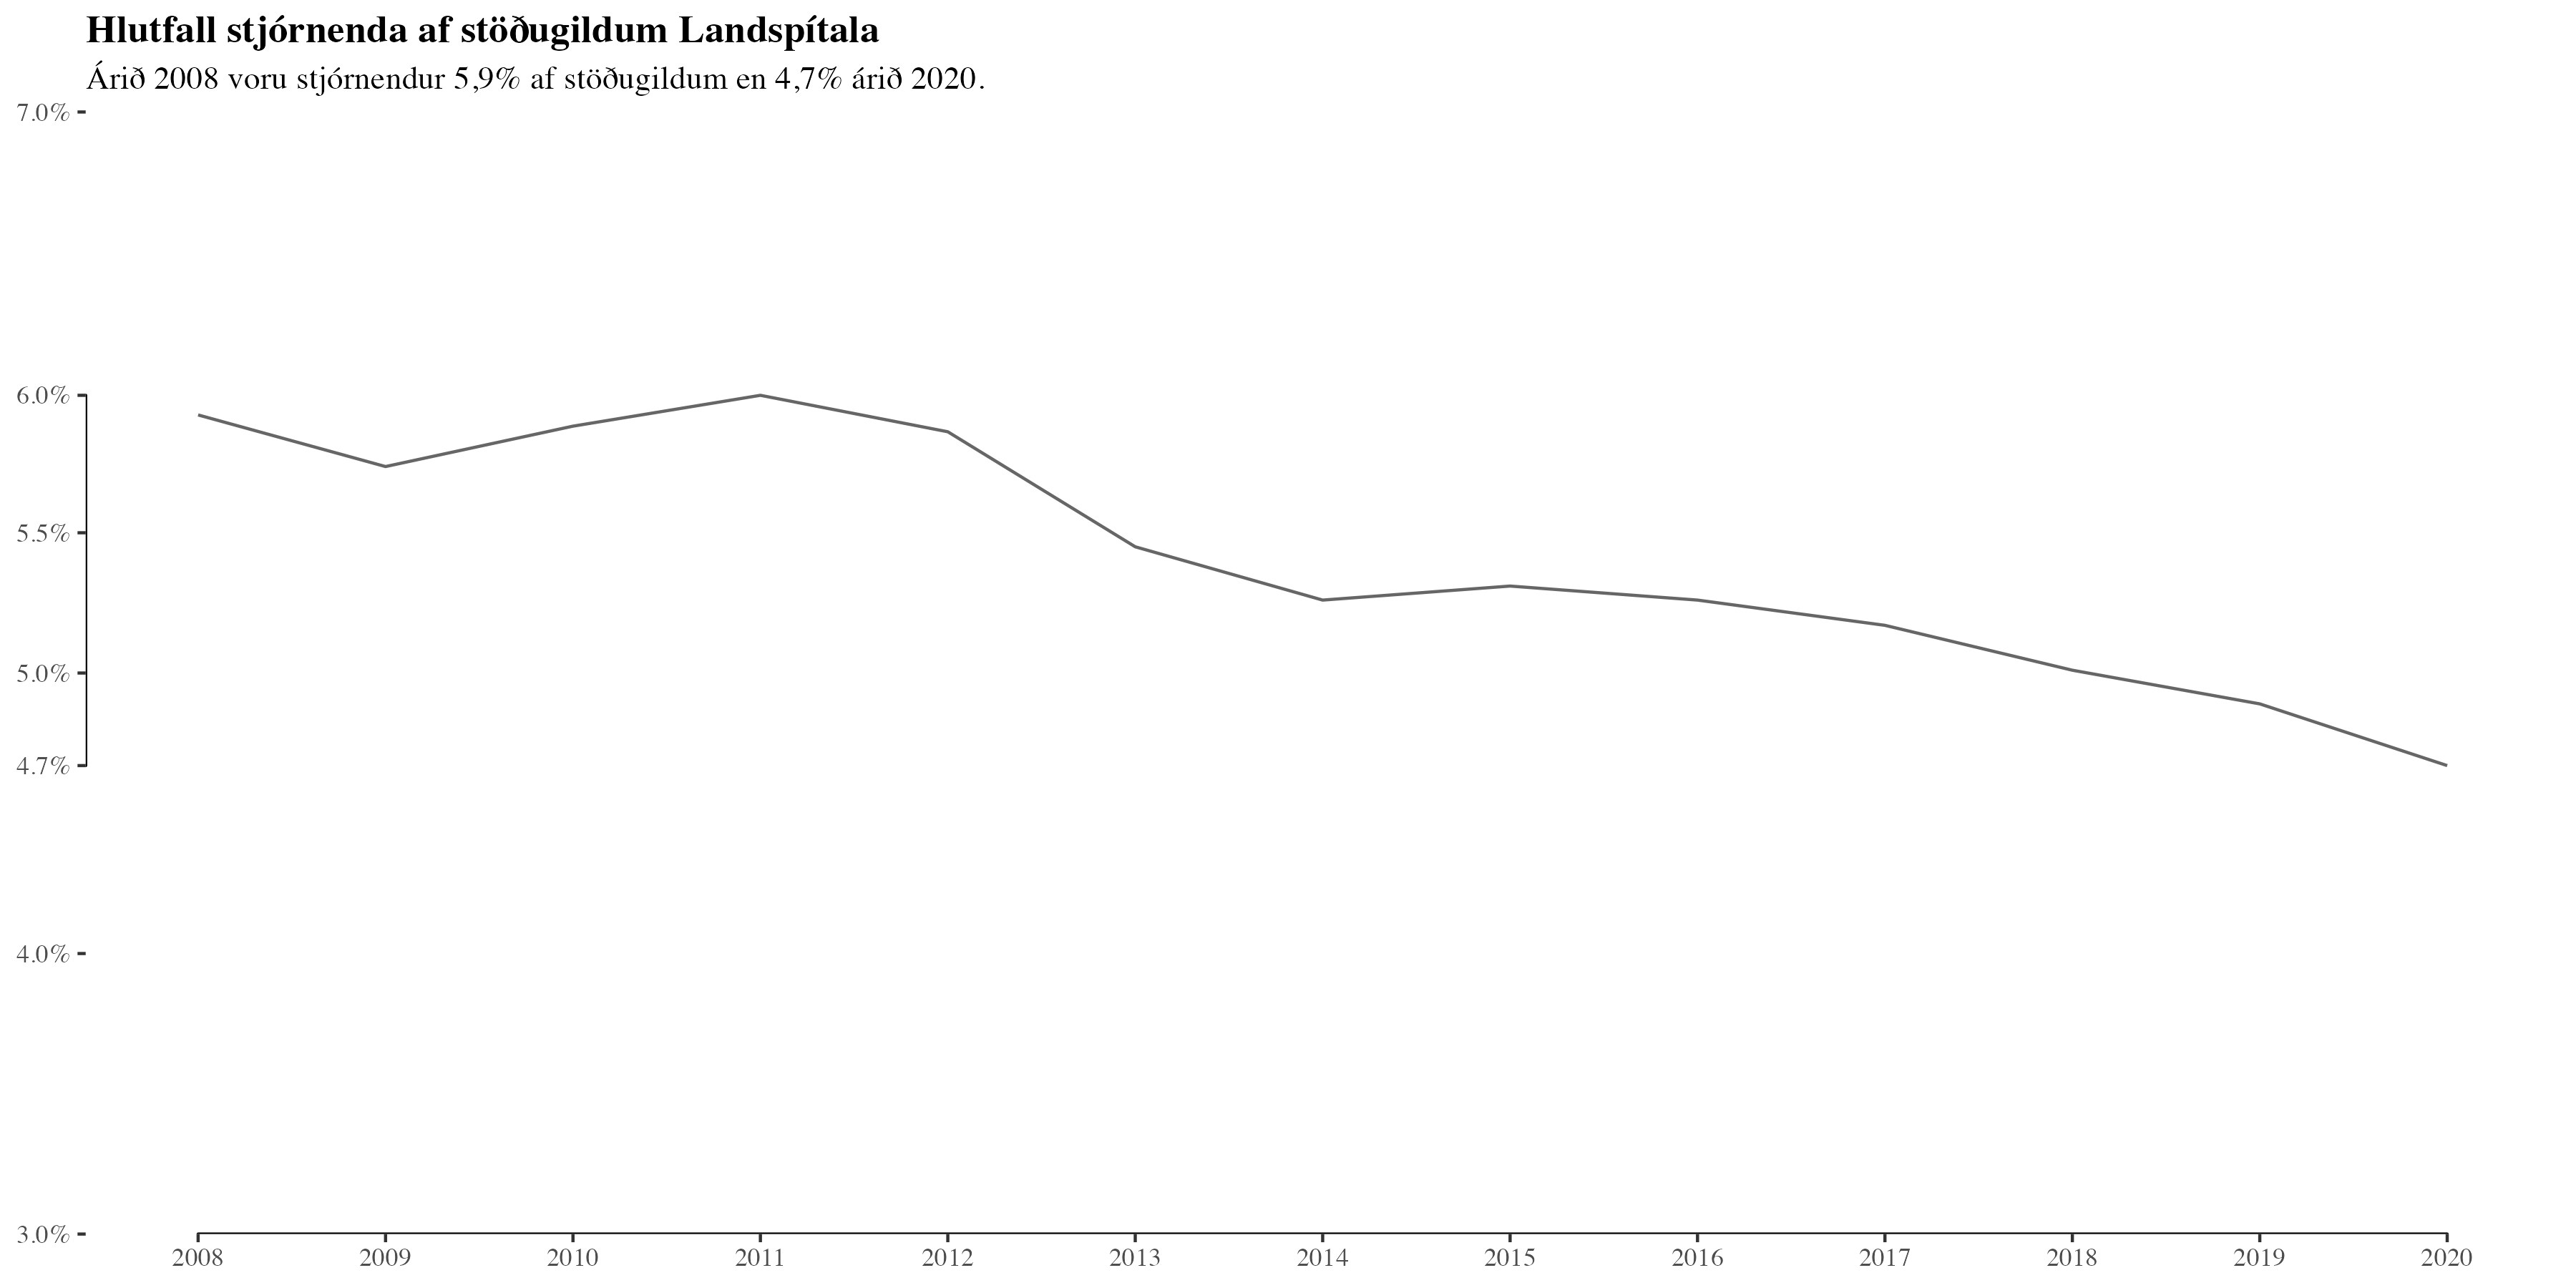 Hlutfall stjórnenda af stöðugildum Landspítala
Árið 2008 voru stjórnendur 5,9% af stöðugildum en 4,7% árið 2020.
7.0%
6.0%
5.5%
5.0%
4.7%
4.0%
3.0%
2008 2009 2010 2011 2012 2013 2014 2015 2016 2017 2018 2019 2020